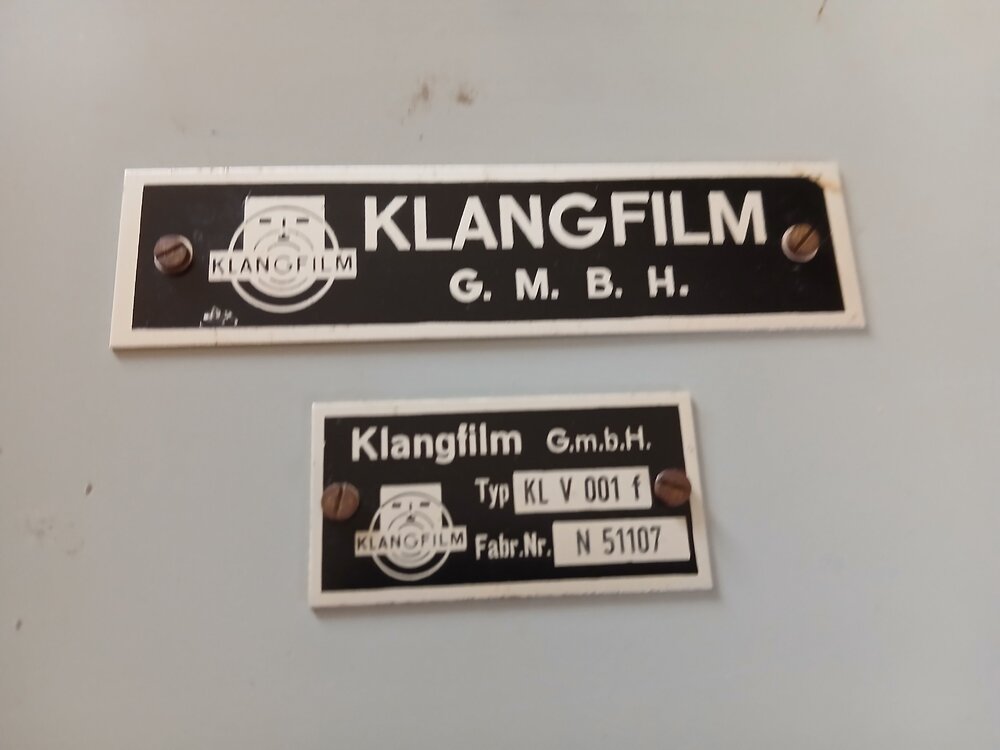 KLANGFILM
KLANGFILM
G. M. B. H.
Klangfilm G.m.b.H.
Typ KL V 001 f
KLANGFILM
Fabr.Nr. N 51107